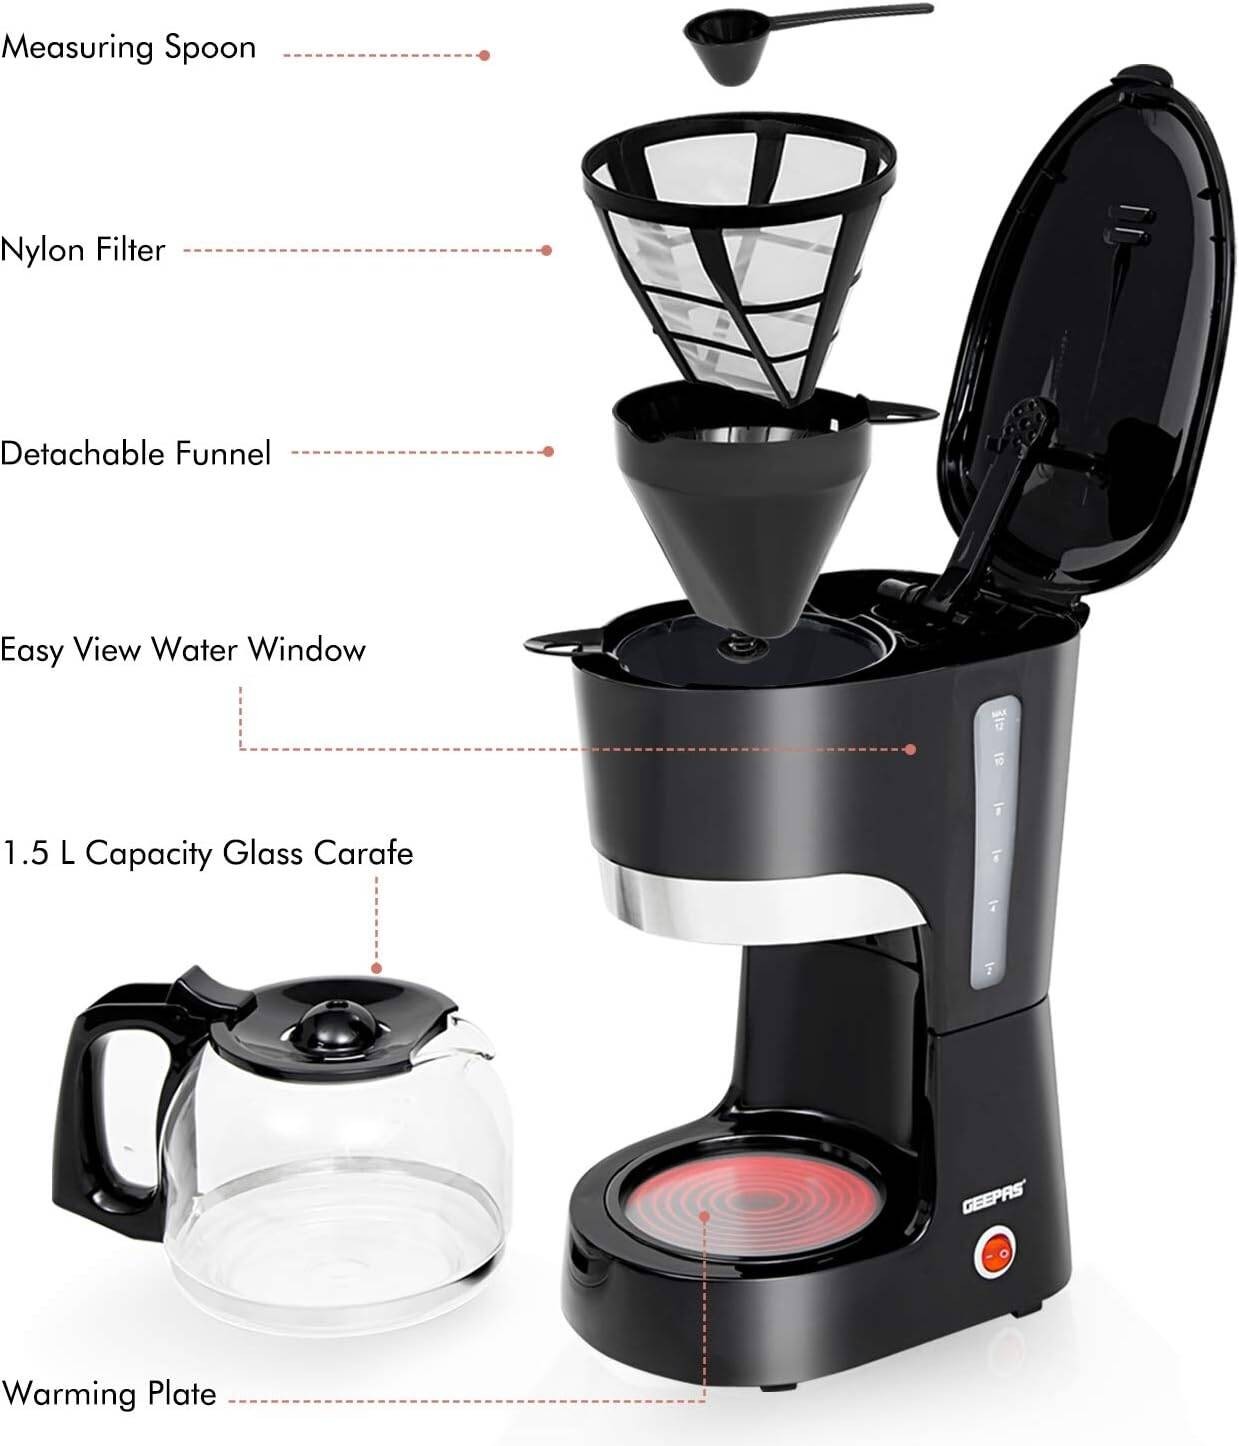 Measuring Spoon
Nylon Filter
Detachable Funnel
Easy View Water Window
MAX
12
10
8
6
4
2
1.5 L Capacity Glass Carafe
GEEPAS
Warming Plate